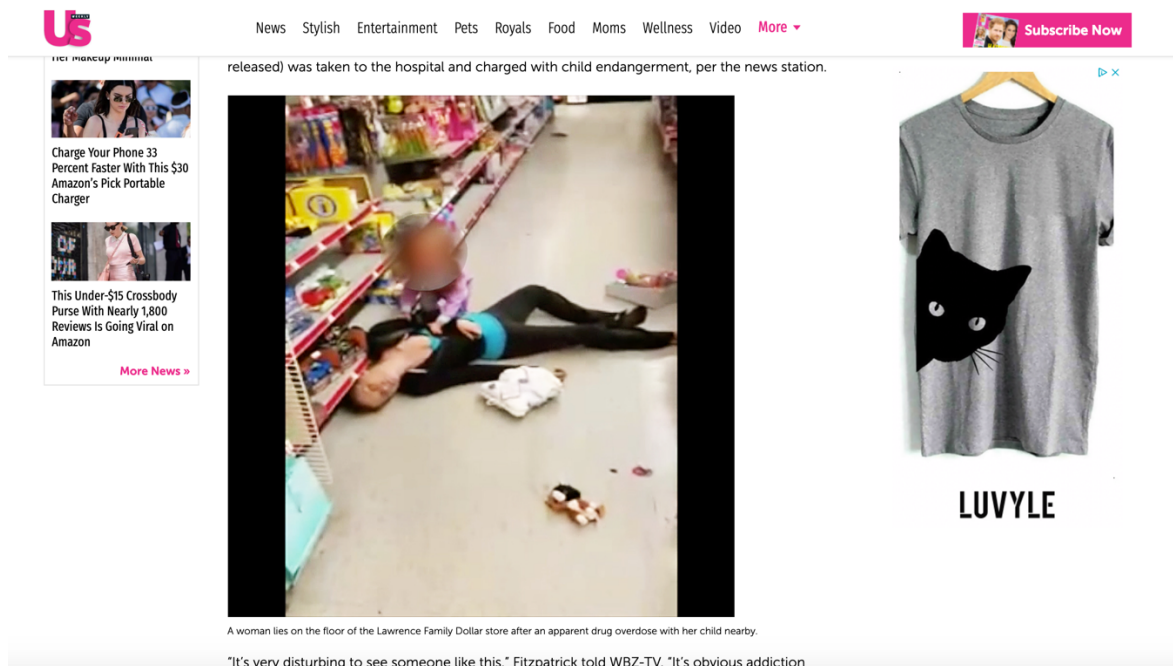 Us
WEEKLY
News Stylish Entertainment Pets Royals Food Moms Wellness Video More
Subscribe Now
Her Makeup Minimal
Charge Your Phone 33
Percent Faster With This $30
Amazon's Pick Portable
Charger
This Under-$15 Crossbody
Purse With Nearly 1,800
Reviews Is Going Viral on
Amazon
More News »
released) was taken to the hospital and charged with child endangerment, per the news station.
A woman lies on the floor of the Lawrence Family Dollar store after an apparent drug overdose with her child nearby.
"It's very disturbing to see someone like this," Fitzpatrick told WBZ-TV. "It's obvious addiction
LUVYLE